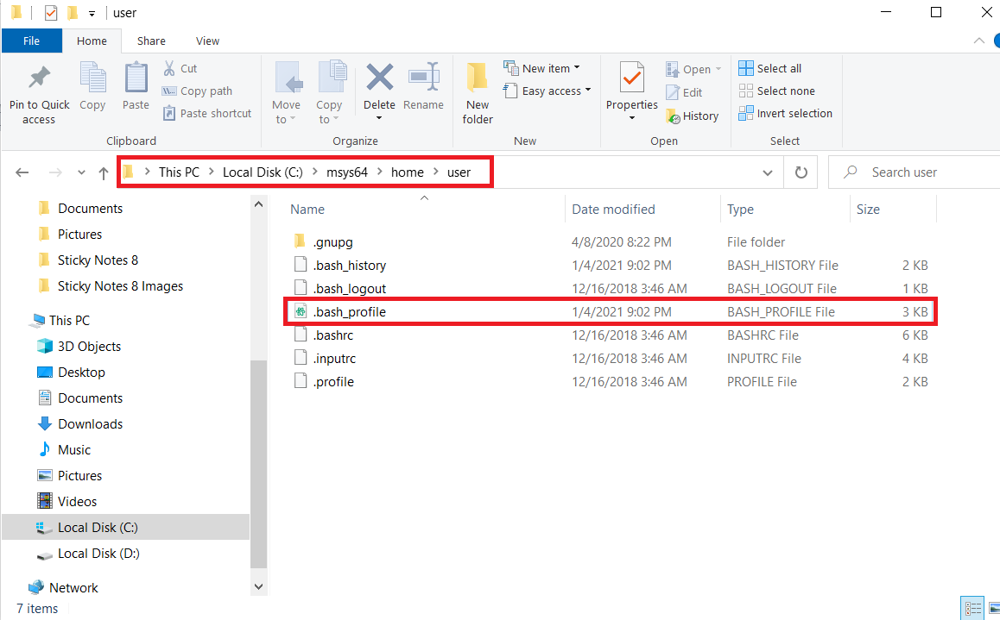 user
File Home Share View
Pin to Quick access
Copy
Paste
Cut
Copy path
Paste shortcut
Clipboard
Move to
Copy to
Delete
Rename
Organize
New folder
New item
Easy access
New
Properties
Open
Edit
History
Open
Select all
Select none
Invert selection
Select
This PC Local Disk (C:) msys64 home user
Search user
Documents
Pictures
Sticky Notes 8
Sticky Notes 8 Images
This PC
3D Objects
Desktop
Documents
Downloads
Music
Pictures
Videos
Local Disk (C:)
Local Disk (D:)
Network
Name Date modified Type Size
.gnupg 4/8/2020 8:22 PM File folder
.bash_history 1/4/2021 9:02 PM BASH_HISTORY File 2 KB
.bash_logout 12/16/2018 3:46 AM BASH_LOGOUT File 1 KB
.bash_profile 1/4/2021 9:02 PM BASH_PROFILE File 3 KB
.bashrc 12/16/2018 3:46 AM BASHRC File 6 KB
.inputrc 12/16/2018 3:46 AM INPUTRC File 4 KB
.profile 12/16/2018 3:46 AM PROFILE File 2 KB
7 items